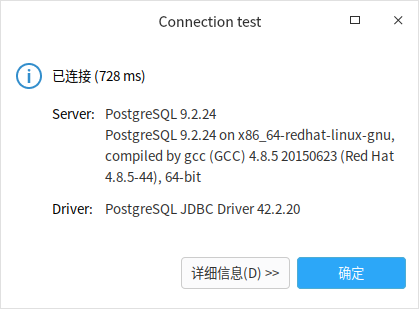 Connection test
已连接 (728 ms)
Server: PostgreSQL 9.2.24
PostgreSQL 9.2.24 on x86_64-redhat-linux-gnu,
compiled by gcc (GCC) 4.8.5 20150623 (Red Hat
4.8.5-44), 64-bit
Driver: PostgreSQL JDBC Driver 42.2.20
详细信息(D) >>
确定